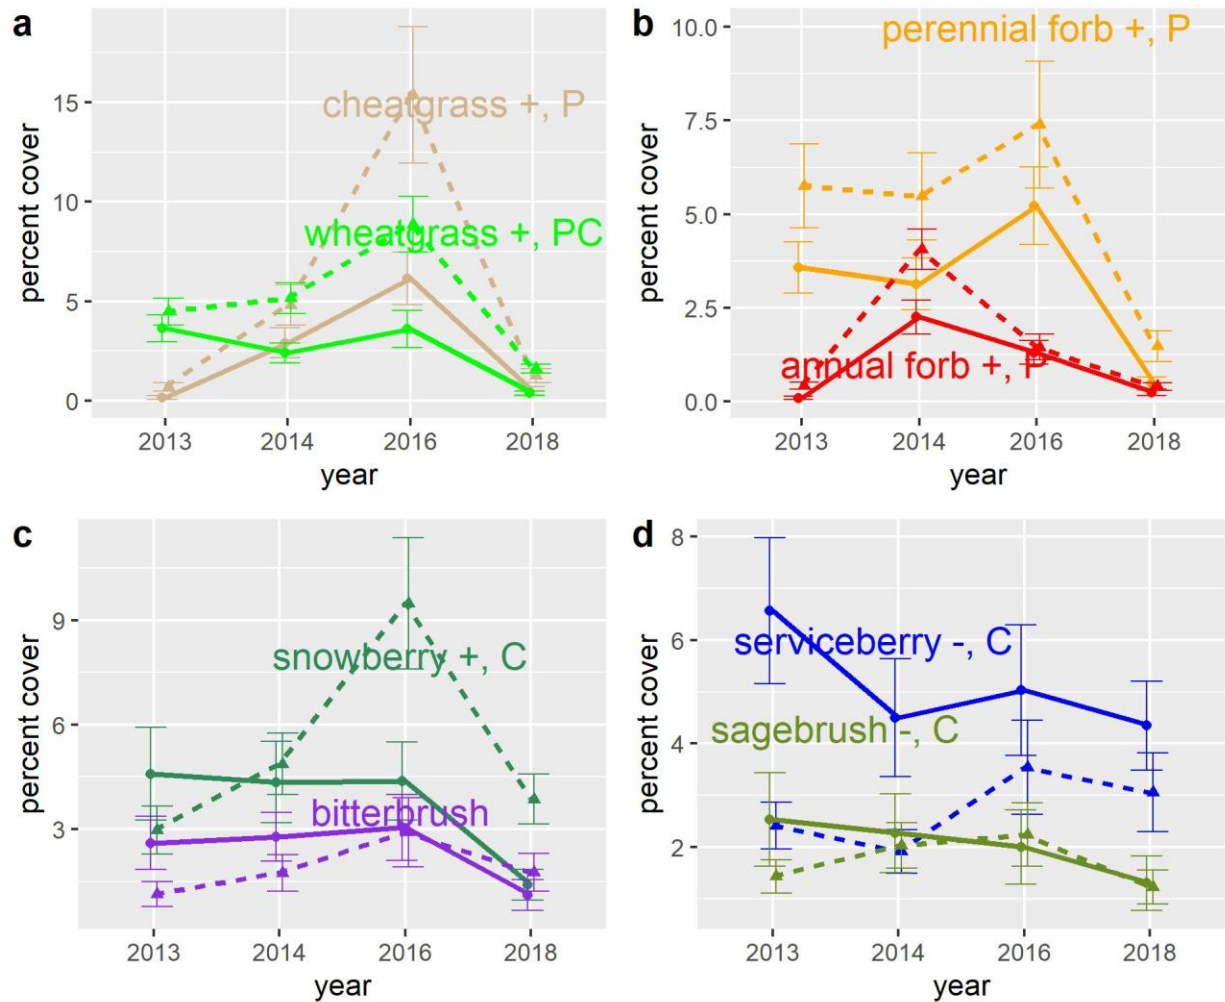 a
percent cover
15
10
5
0
cheatgrass +, P
wheatgrass +, PC
2013 2014 2016 2018
year
b
percent cover
10.0
7.5
5.0
2.5
0.0
perennial forb +, P
annual forb +, P
2013 2014 2016 2018
year
c
percent cover
9
6
3
snowberry +, C
bitterbrush
2013 2014 2016 2018
year
d
percent cover
8
6
4
2
serviceberry -, C
sagebrush -, C
2013 2014 2016 2018
year